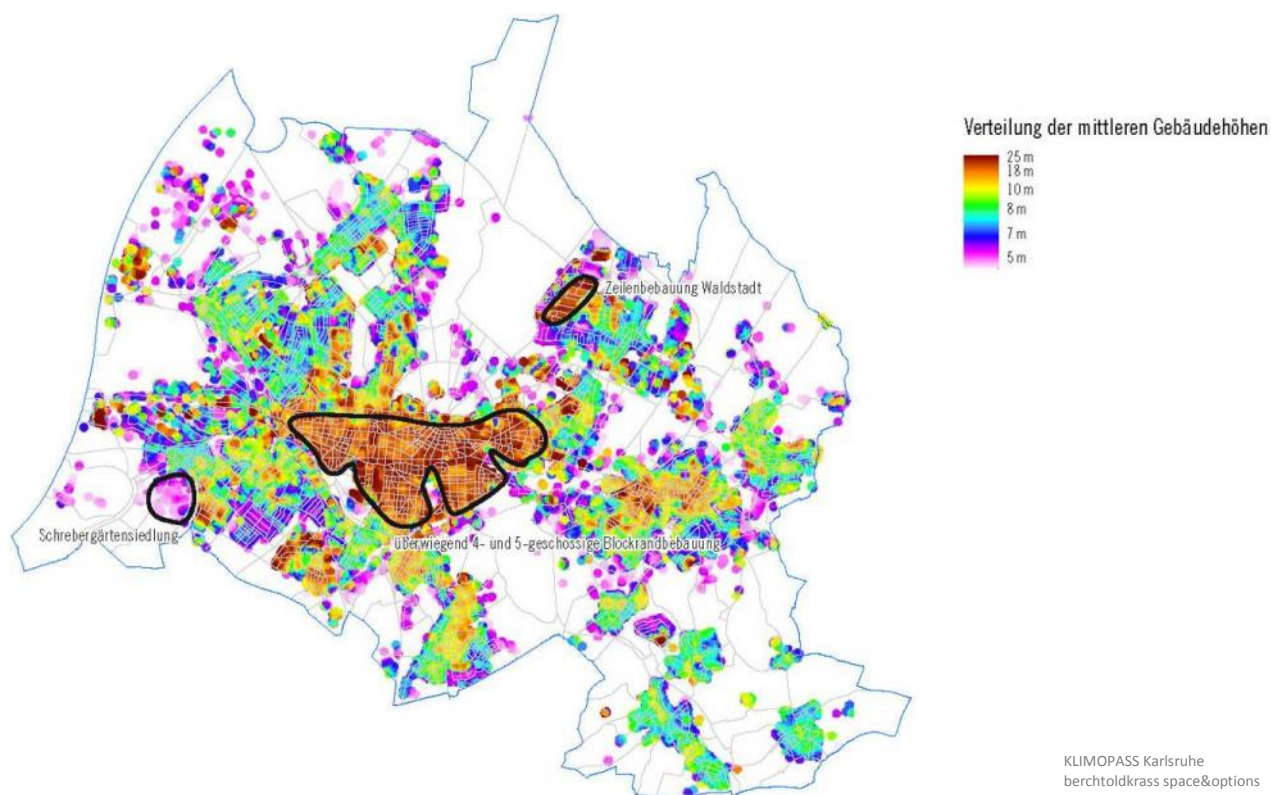 Verteilung der mittleren Gebäudehöhen
25 m
18 m
10 m
8 m
7 m
5 m
Zeilenbebauung Waldstadt
Schrebergärtensiedlung
überwiegend 4- und 5-geschossige Blockrandbebauung
KLIMOPASS Karlsruhe
berchtoldkrass space&options